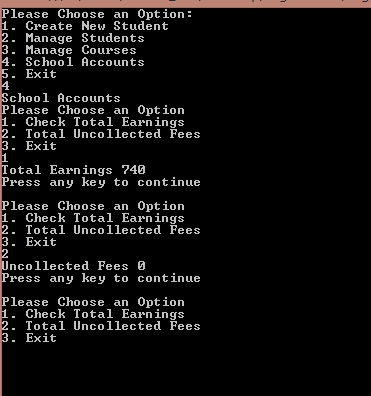 Please Choose an Option:
1. Create New Student
2. Manage Students
3. Manage Courses
4. School Accounts
5. Exit
4
School Accounts
Please Choose an Option
1. Check Total Earnings
2. Total Uncollected Fees
3. Exit
1
Total Earnings 740
Press any key to continue
Please Choose an Option
1. Check Total Earnings
2. Total Uncollected Fees
3. Exit
2
Uncollected Fees 0
Press any key to continue
Please Choose an Option
1. Check Total Earnings
2. Total Uncollected Fees
3. Exit